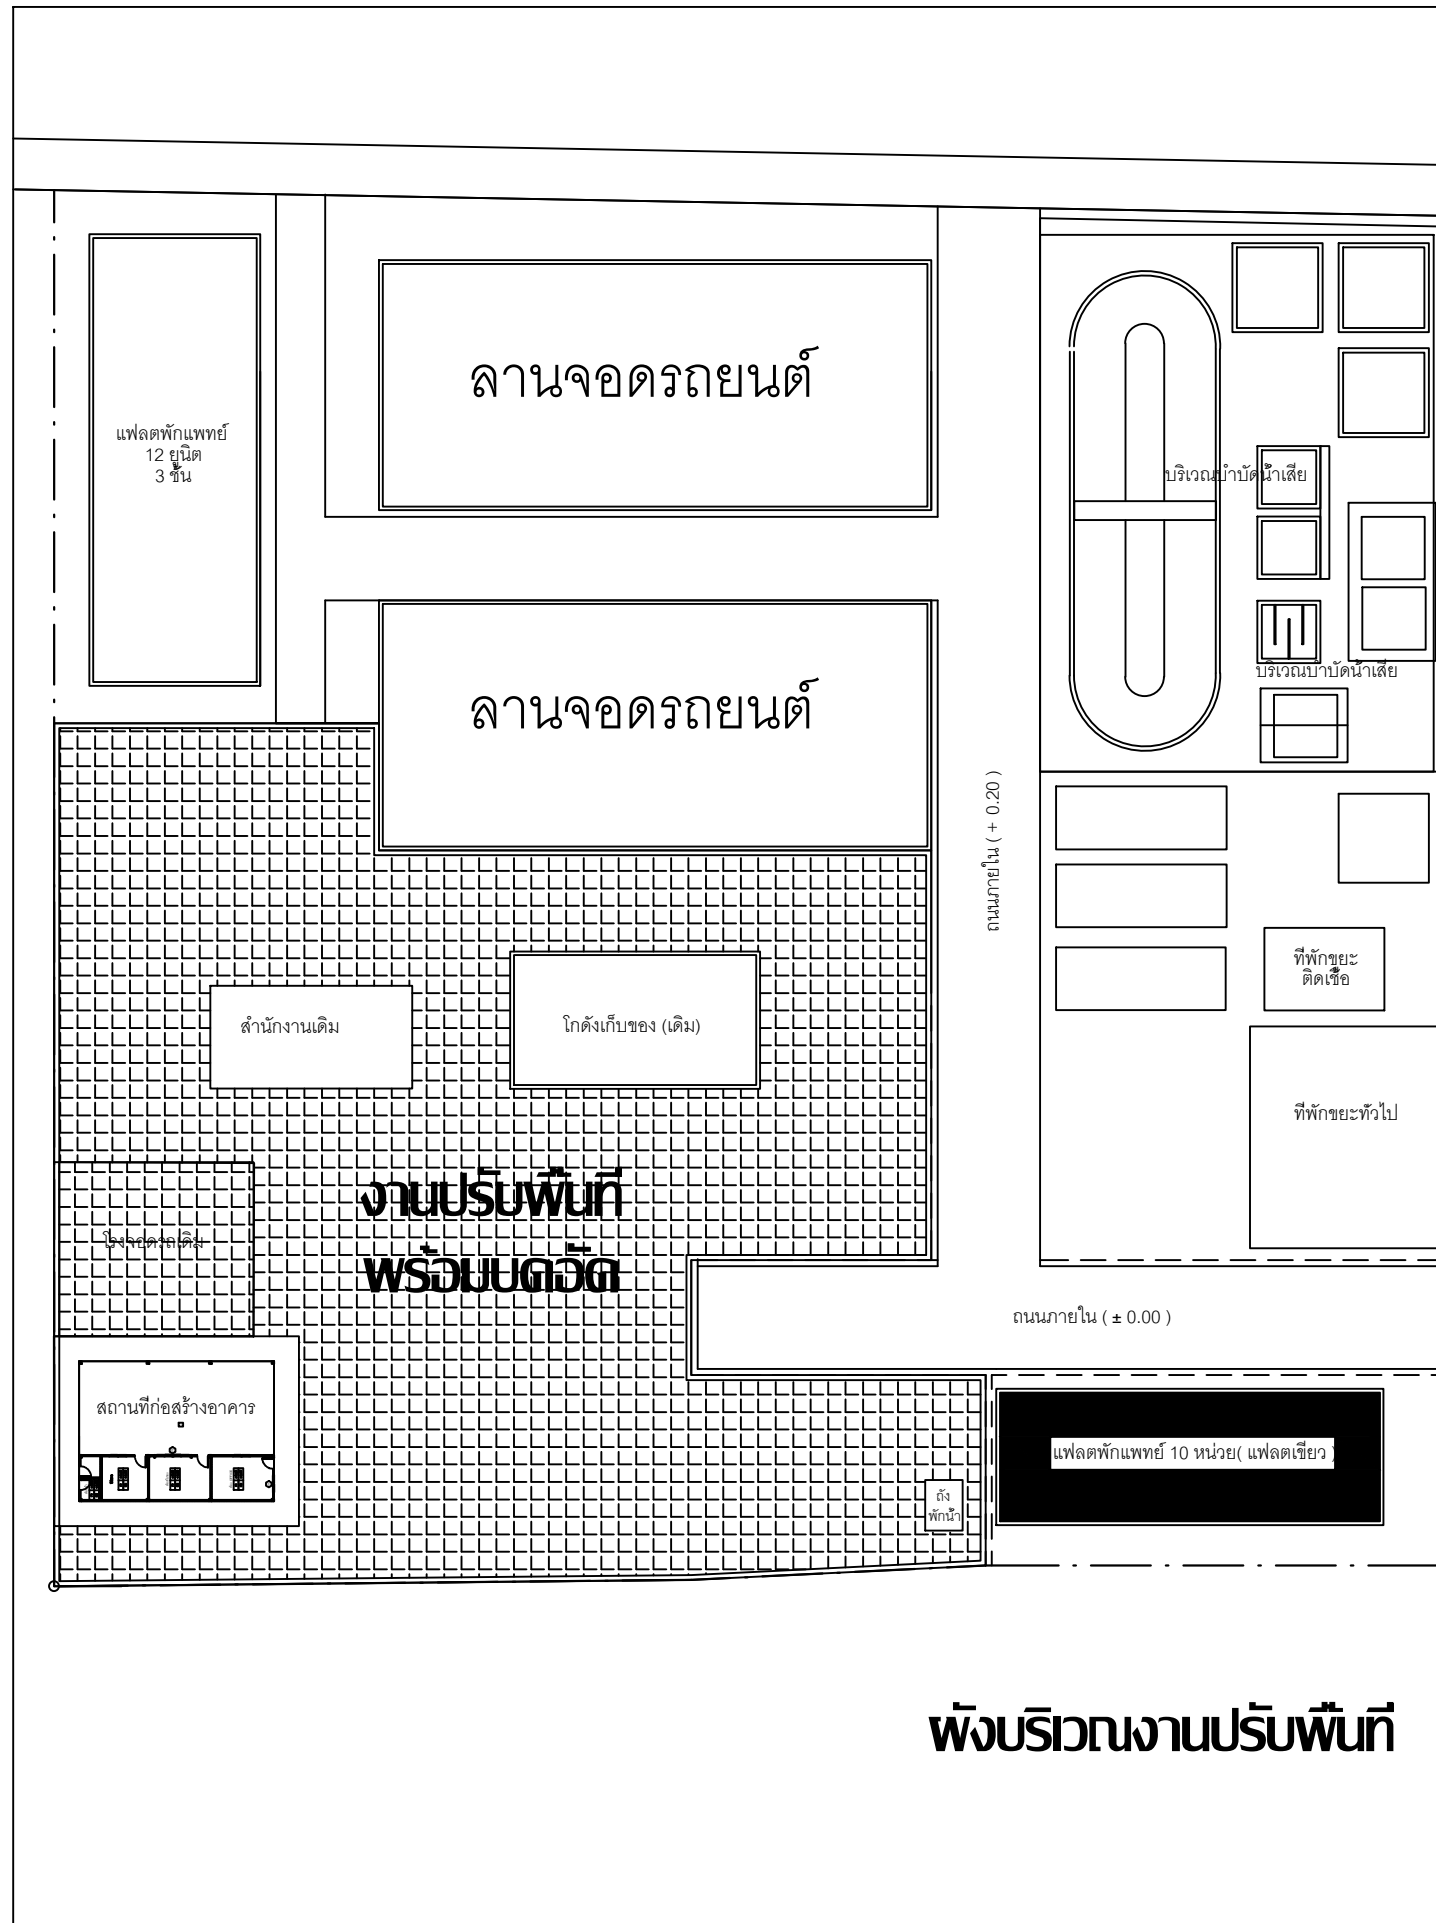 ลานจอดรถยนต์
แฟลตพักแพทย์
12 ยูนิต
3 ชั้น
บริเวณบำบัดน้ำเสีย
บริเวณบำบัดน้ำเสีย
ลานจอดรถยนต์
ถนนภายใน ( + 0.20 )
ที่พักขยะ
ติดเชื้อ
สำนักงานเดิม
โกดังเก็บของ (เดิม)
ที่พักขยะทั่วไป
งานปรับพื้นที่
พร้อมบดอัด
โรงจอดรถเดิม
ถนนภายใน ( ± 0.00 )
สถานที่ก่อสร้างอาคาร
แฟลตพักแพทย์ 10 หน่วย( แฟลตเขียว )
ถัง
พักน้ำ
ผังบริเวณงานปรับพื้นที่